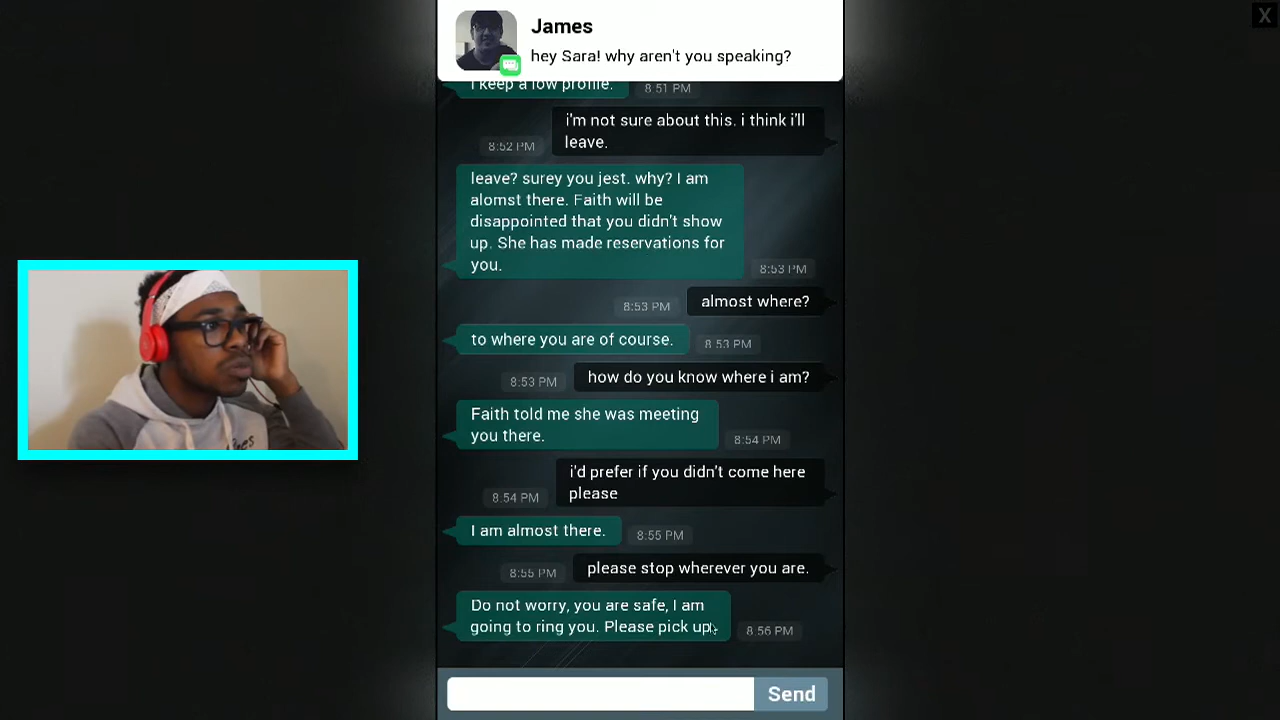 X
James
hey Sara! why aren't you speaking?
I keep a low profile.
8:51 PM
i'm not sure about this. i think i'll
leave.
8:52 PM
leave? surey you jest. why? I am
alomst there. Faith will be
disappointed that you didn't show
up. She has made reservations for
you.
8:53 PM
almost where?
8:53 PM
to where you are of course.
8:53 PM
how do you know where i am?
8:53 PM
Faith told me she was meeting
you there.
8:54 PM
i'd prefer if you didn't come here
please
8:54 PM
I am almost there.
8:55 PM
please stop wherever you are.
8:55 PM
Do not worry, you are safe, I am
going to ring you. Please pick up.
8:56 PM
Send